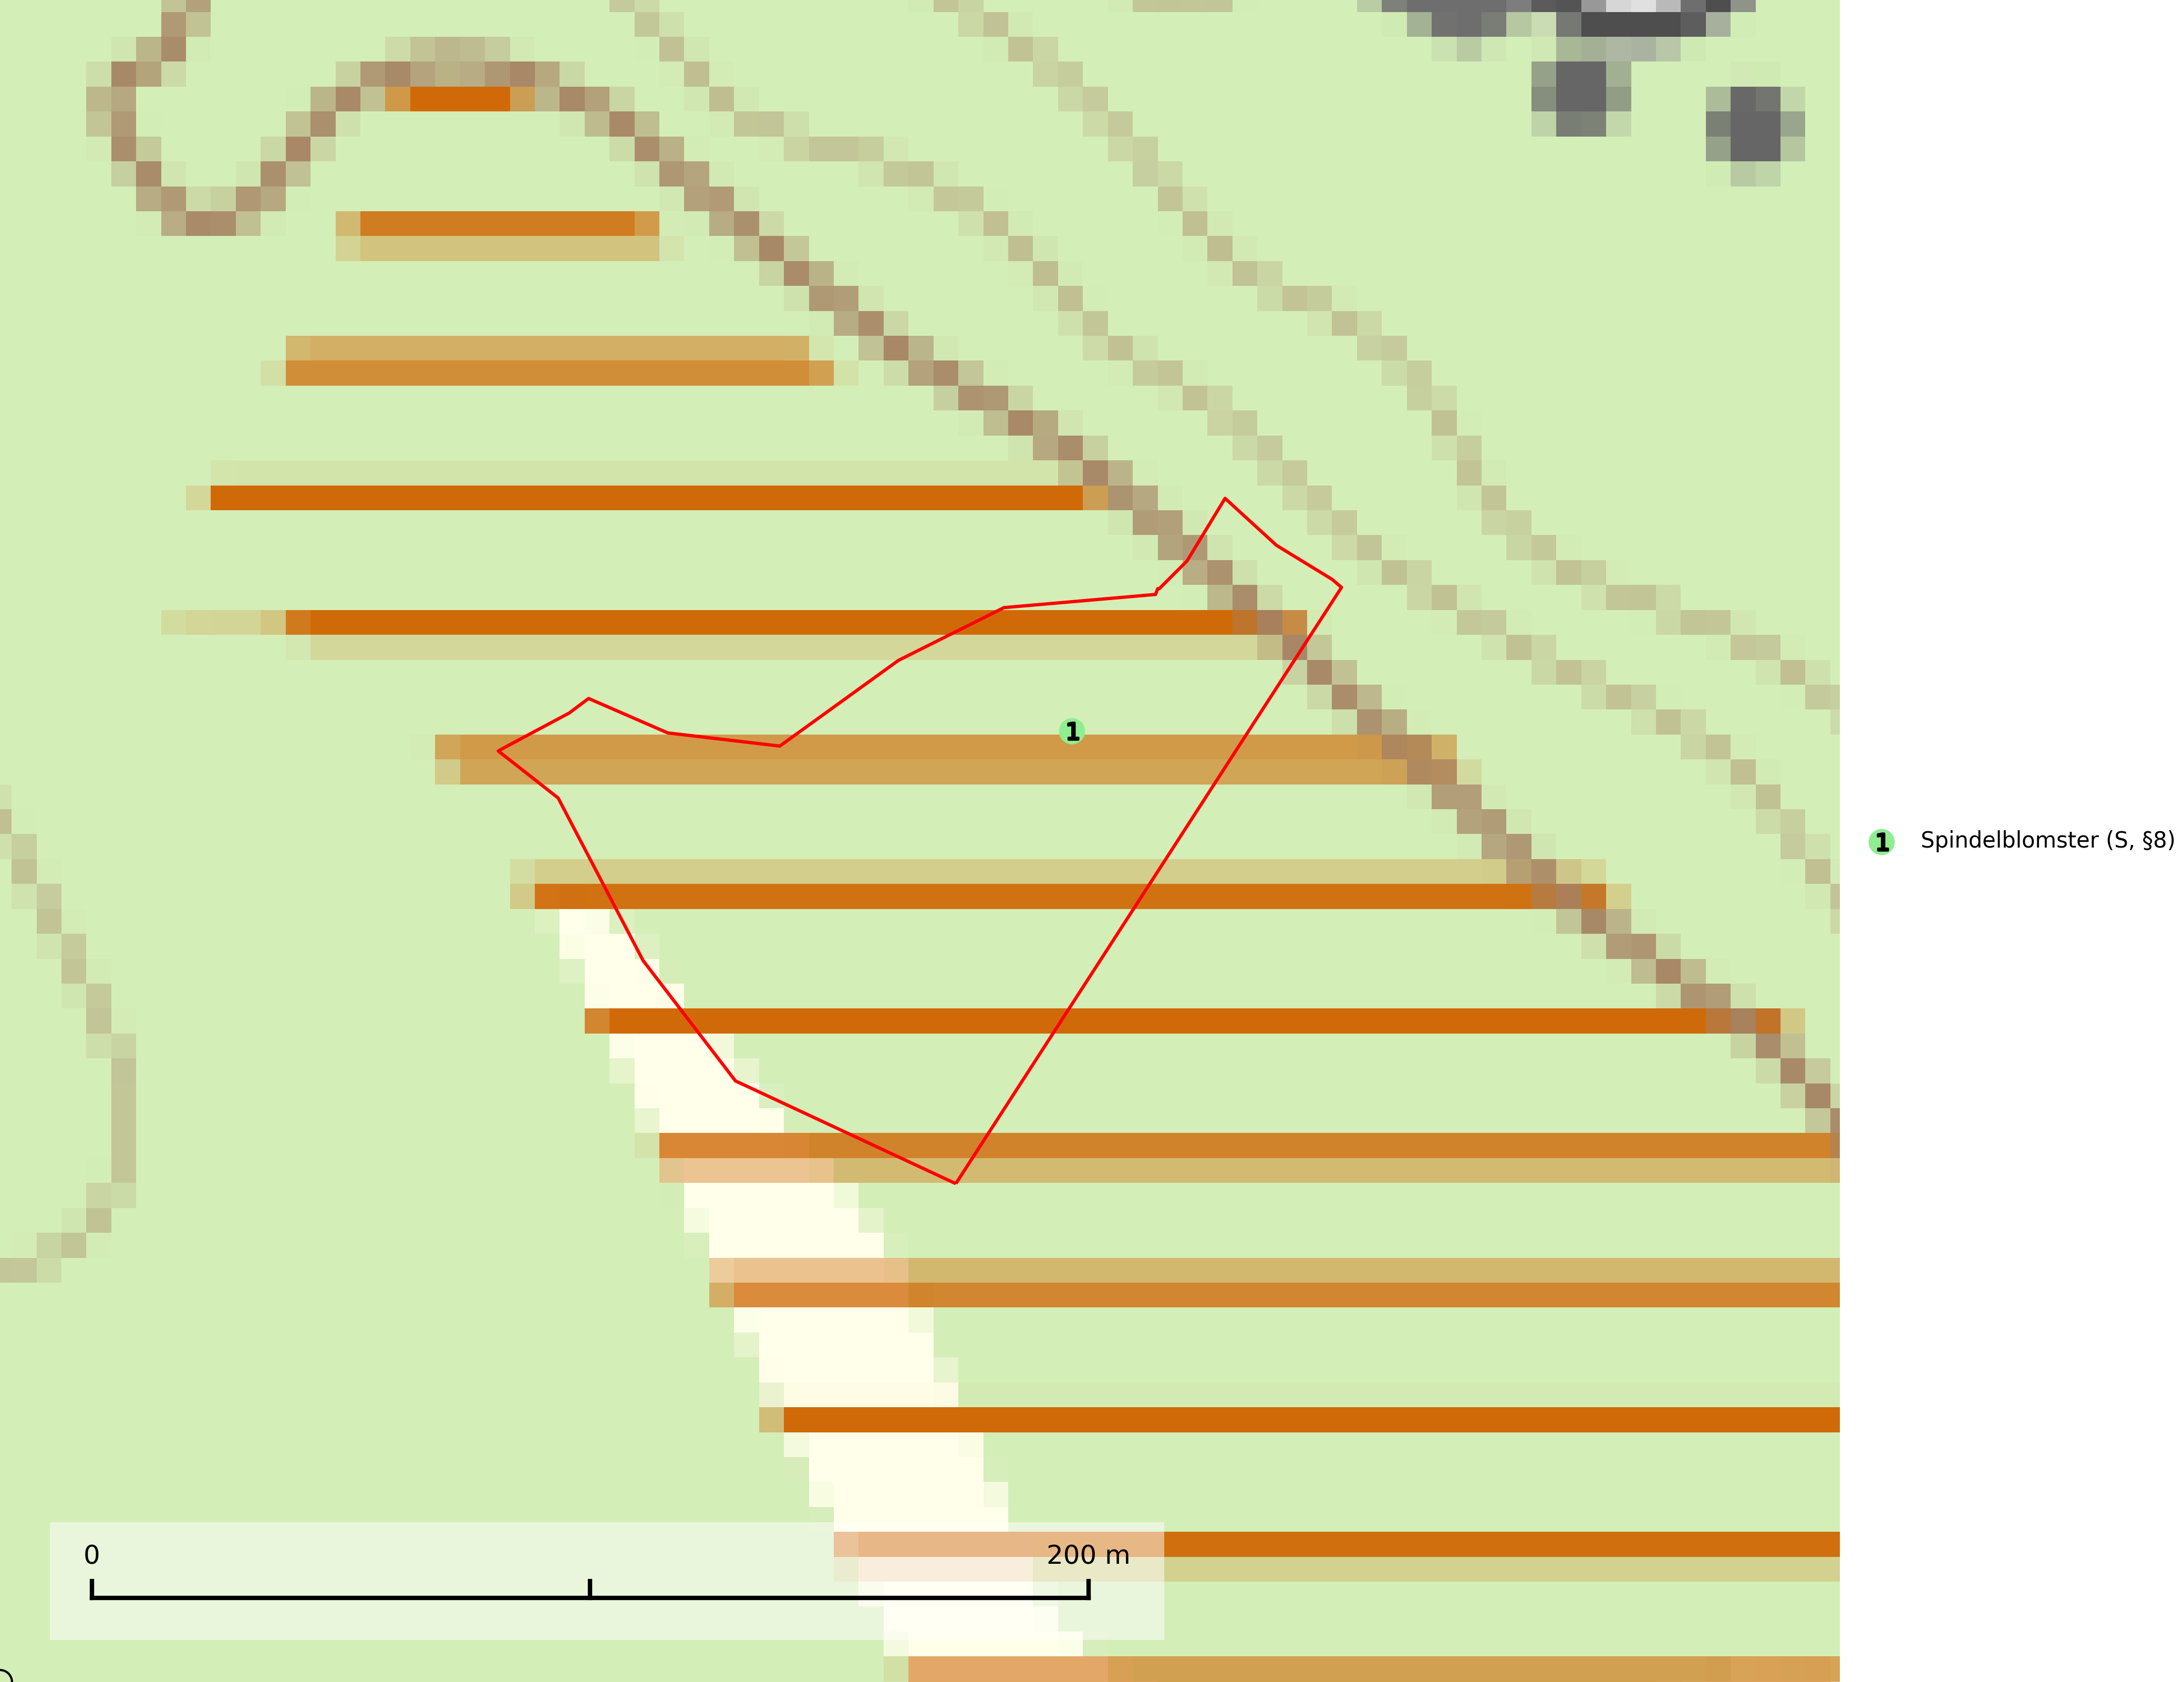 1
1 Spindelblomster (S, §8)
0 200 m